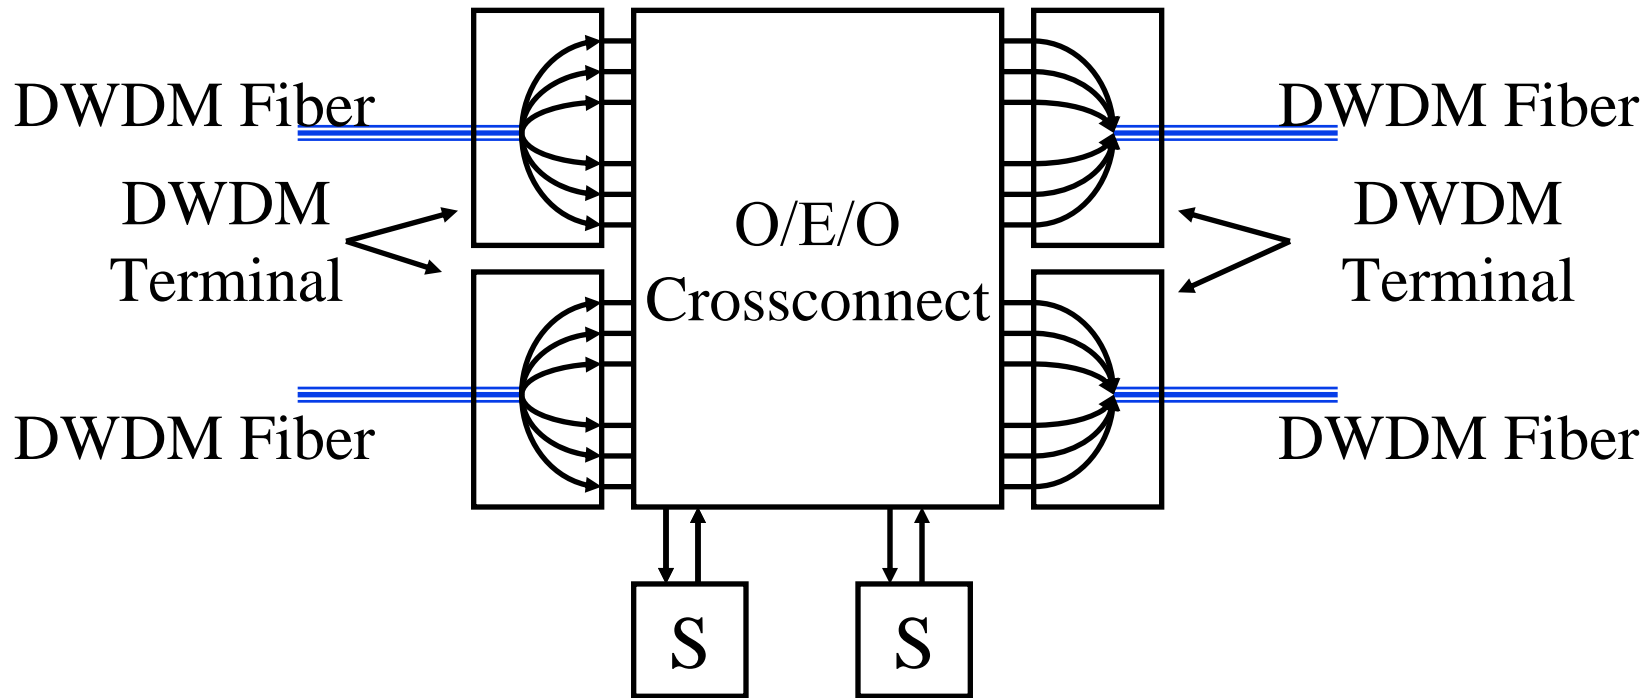 DWDM Fiber
DWDM Fiber
DWDM
Terminal
O/E/O
Crossconnect
DWDM
Terminal
DWDM Fiber
DWDM Fiber
S
S